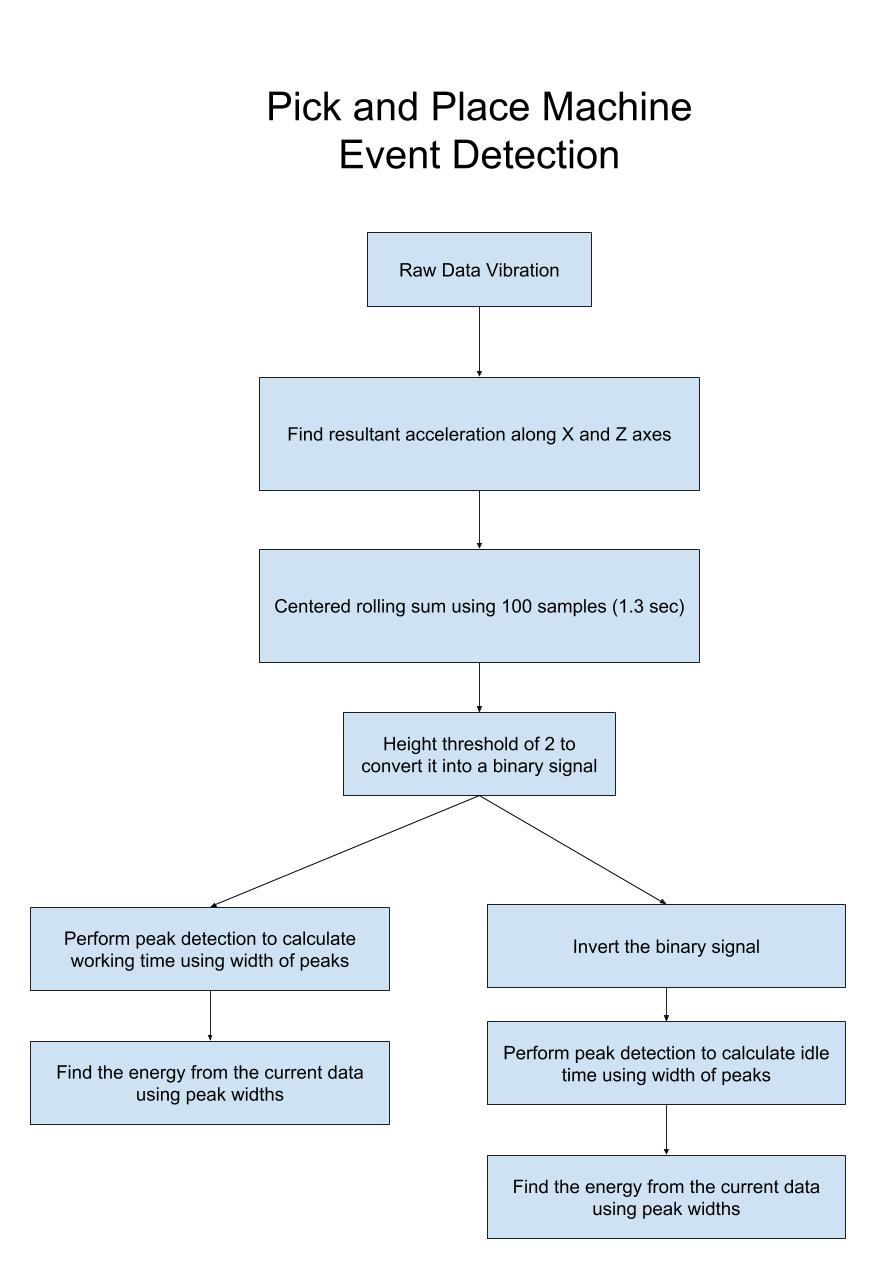 Pick and Place Machine
Event Detection
Raw Data Vibration
Find resultant acceleration along X and Z axes
Centered rolling sum using 100 samples (1.3 sec)
Height threshold of 2 to
convert it into a binary signal
Perform peak detection to calculate
working time using width of peaks
Find the energy from the current data
using peak widths
Invert the binary signal
Perform peak detection to calculate idle
time using width of peaks
Find the energy from the current data
using peak widths